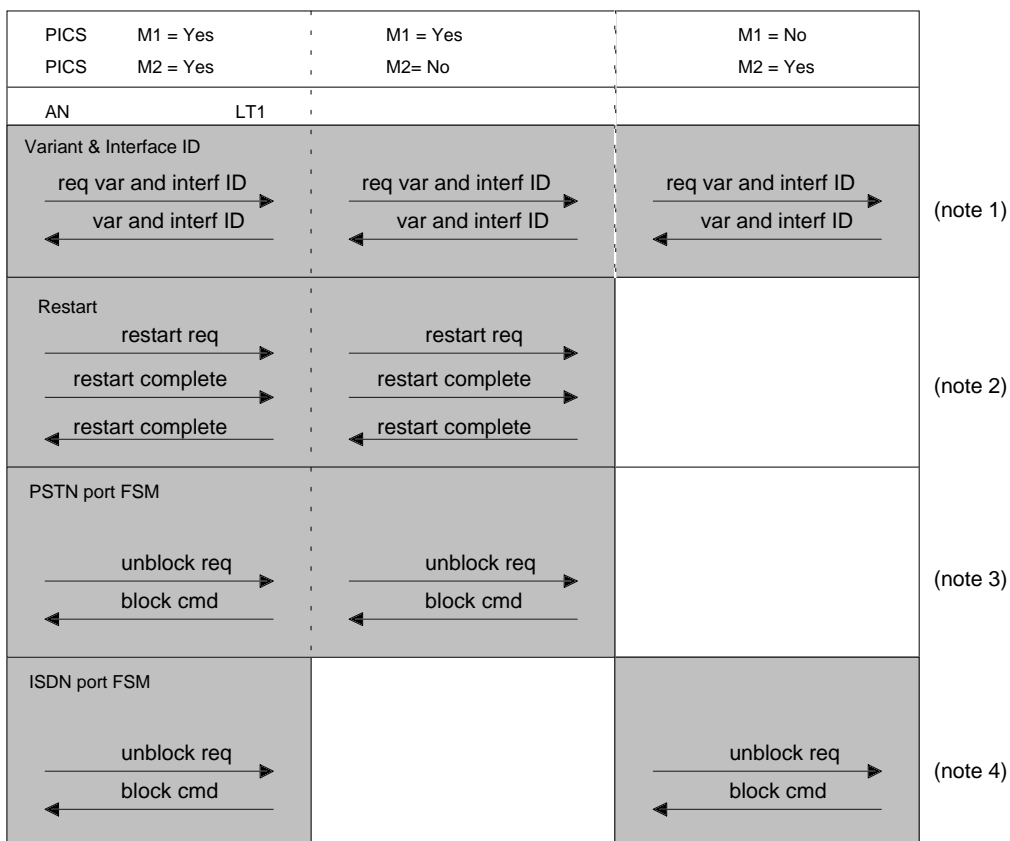 PICS M1 = Yes M1 = Yes M1 = No
PICS M2 = Yes M2= No M2 = Yes
AN LT1
Variant & Interface ID
req var and interf ID req var and interf ID req var and interf ID
var and interf ID var and interf ID var and interf ID
(note 1)
Restart
restart req restart req
restart complete restart complete
(note 2)
restart complete restart complete
PSTN port FSM
unblock req unblock req
(note 3)
block cmd block cmd
ISDN port FSM
unblock req unblock req
(note 4)
block cmd block cmd